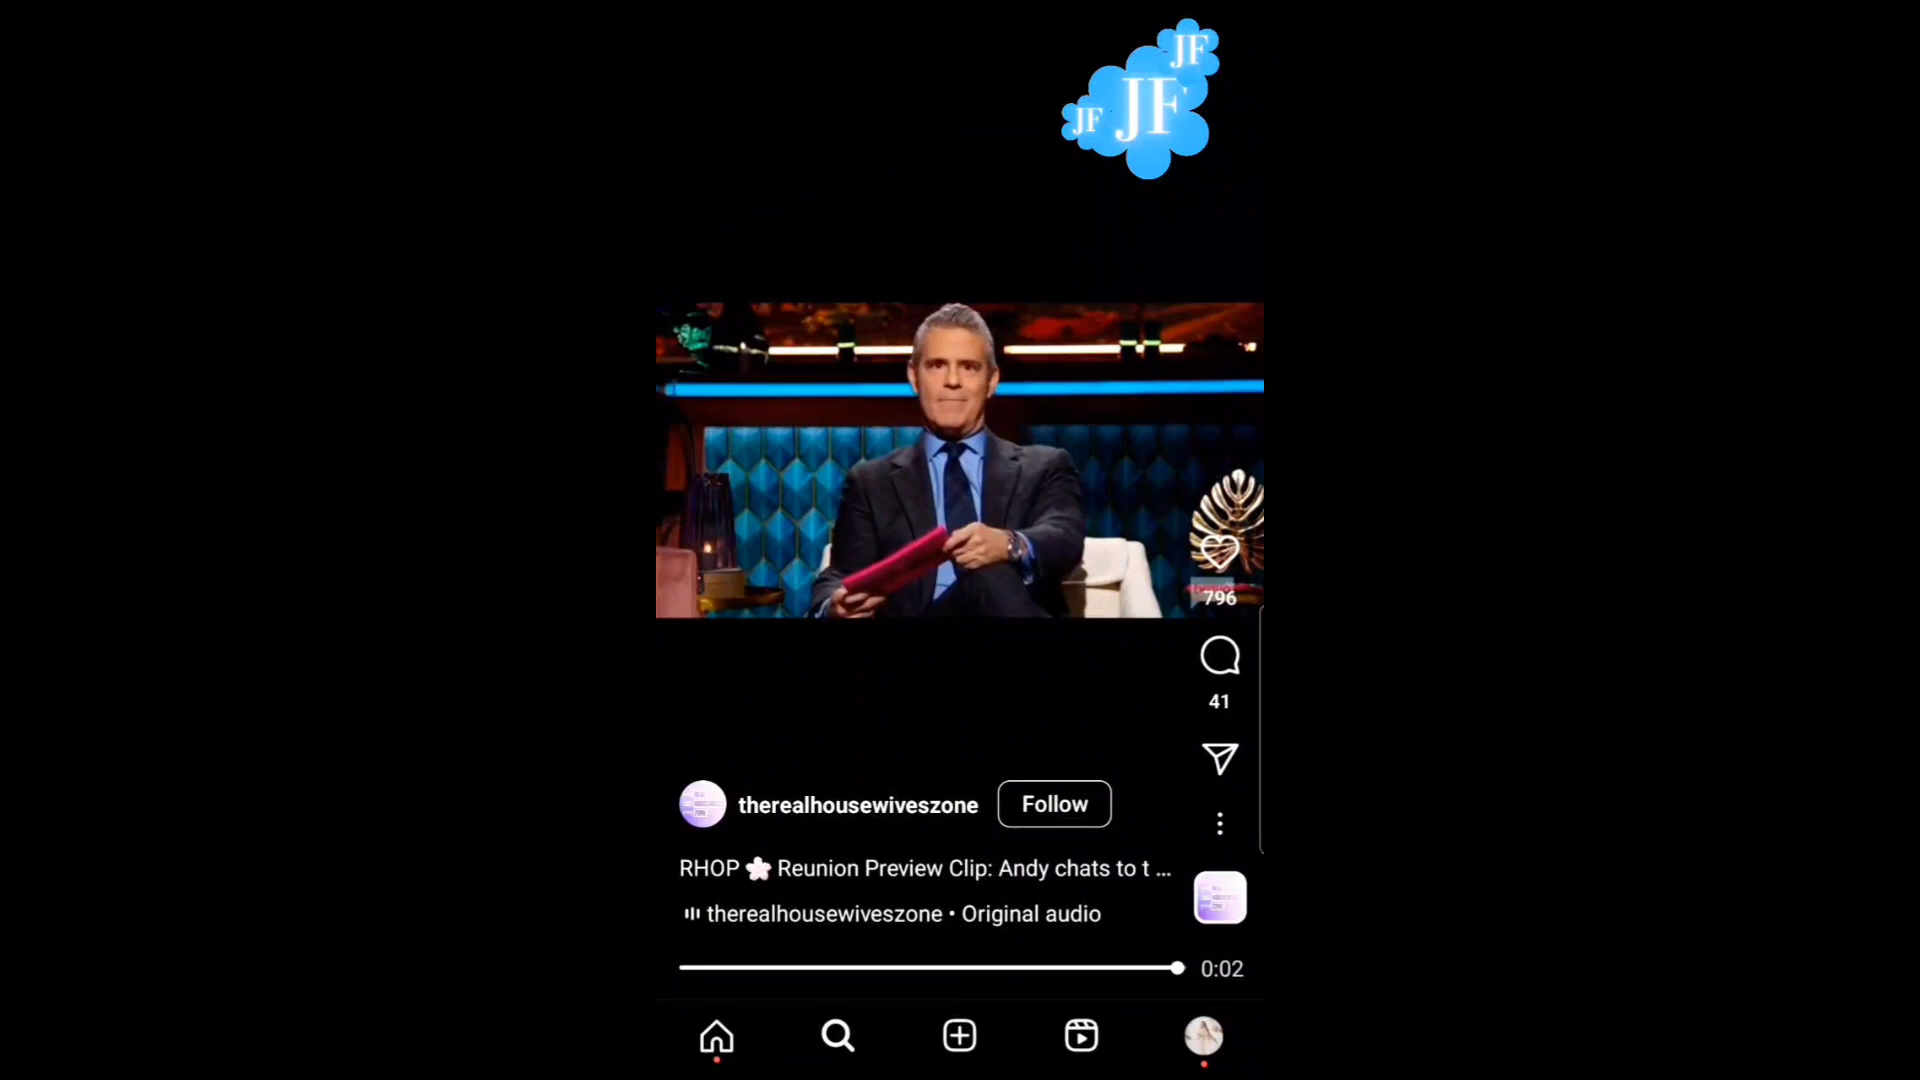 JF
JF
JF
796
41
therealhousewiveszone
Follow
RHOP 🌸 Reunion Preview Clip: Andy chats to t ...
therealhousewiveszone • Original audio
0:02